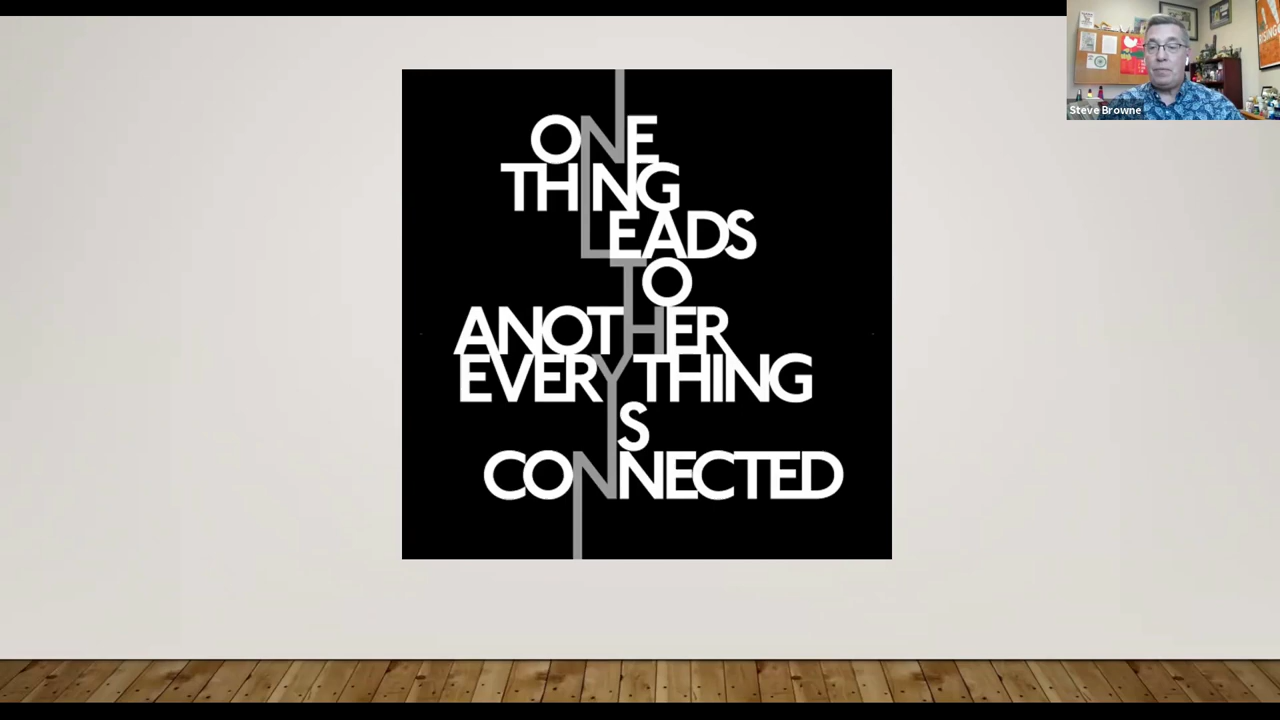 ONE
THING
LEADS
TO
ANOTHER
EVERYTHING
IS
CONNECTED
Steve Browne